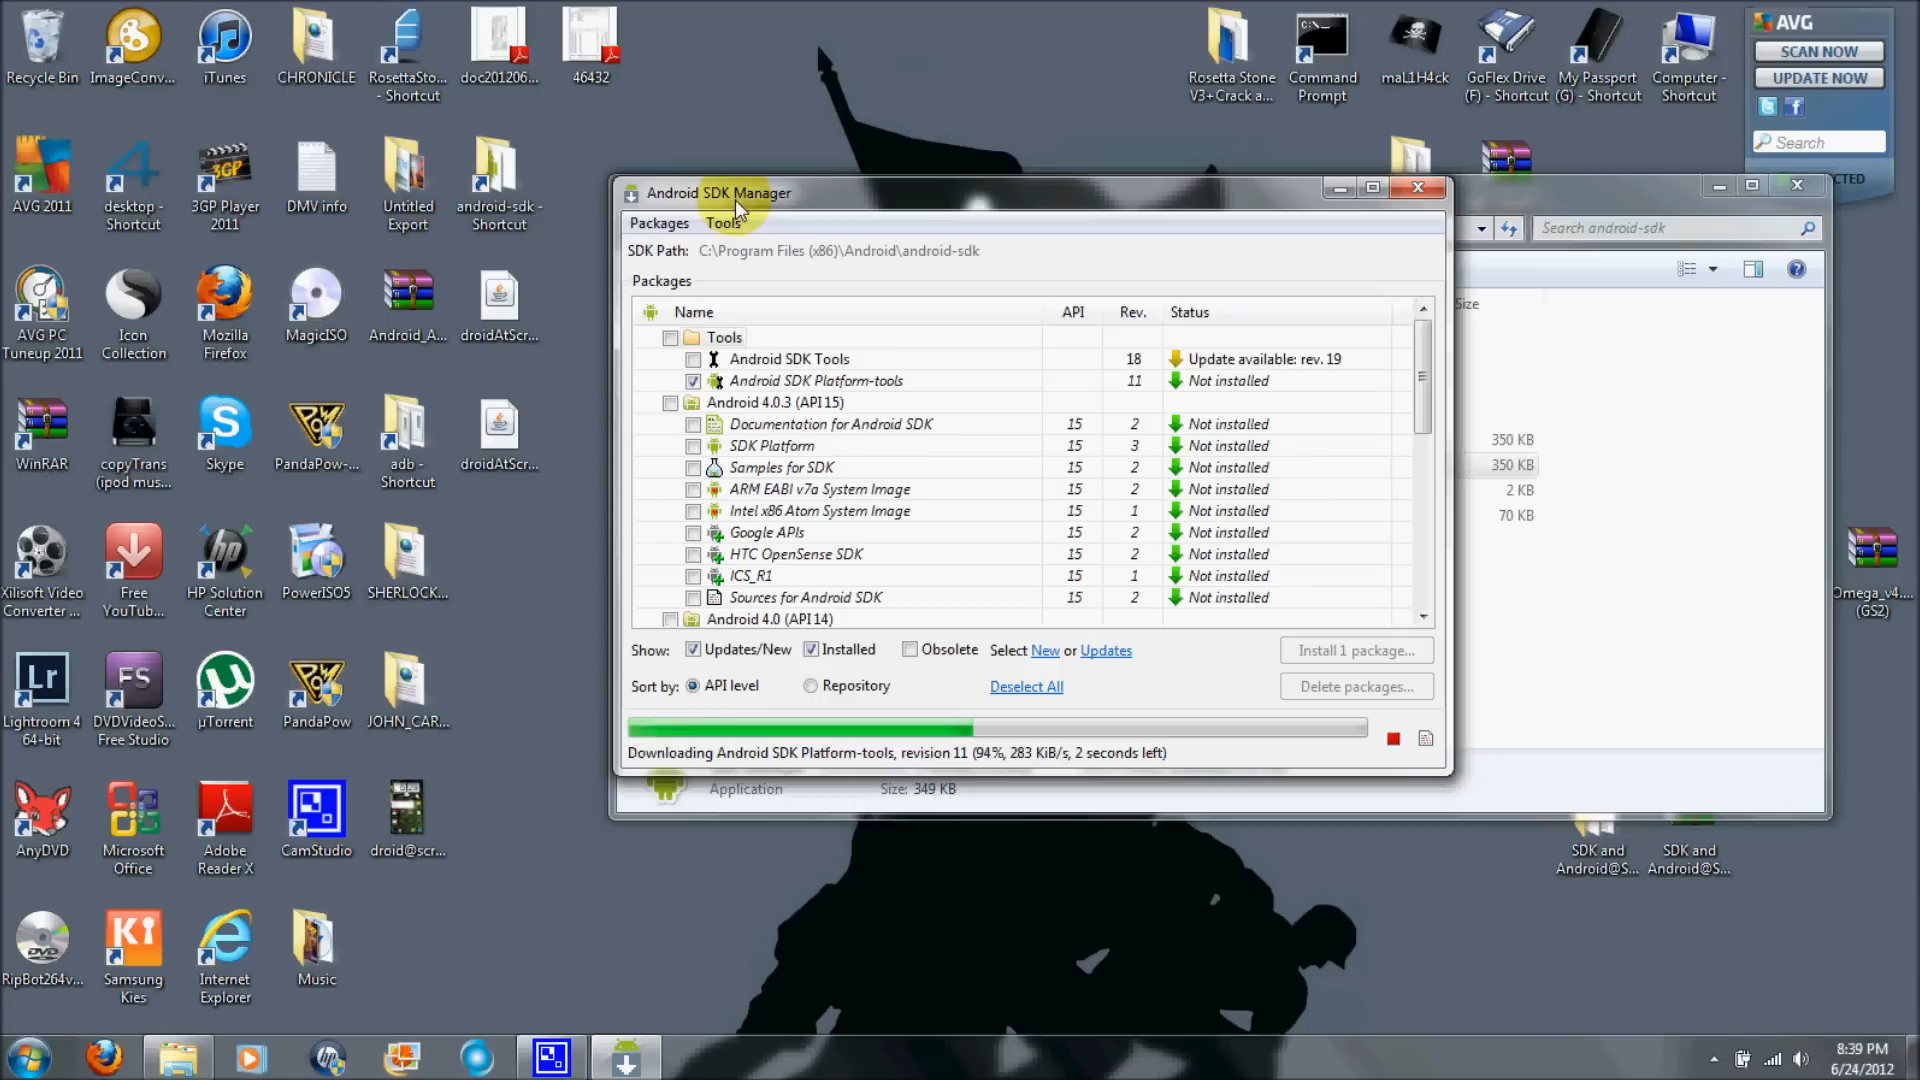 Recycle Bin
ImageConv...
iTunes
CHRONICLE
RosettaSto...
- Shortcut
doc201206...
46432
Rosetta Stone
V3+Crack a...
C:\_
Command
Prompt
maL1H4ck
GoFlex Drive
(F) - Shortcut
My Passport
(G) - Shortcut
Computer -
Shortcut
AVG
SCAN NOW
UPDATE NOW
Search
CTED
AVG 2011
desktop -
Shortcut
3GP
3GP Player
2011
DMV info
Untitled
Export
android-sdk -
Shortcut
AVG PC
Tuneup 2011
Icon
Collection
Mozilla
Firefox
MagicISO
Android_A...
droidAtScr...
WinRAR
copyTrans
(ipod mus...
Skype
PandaPow-...
adb -
Shortcut
droidAtScr...
Xilisoft Video
Converter ...
Free
YouTub...
hp
HP Solution
Center
PowerISO5
SHERLOCK...
Lr
Lightroom 4
64-bit
FS
DVDVideoS...
Free Studio
µTorrent
PandaPow
JOHN_CAR...
AnyDVD
Microsoft
Office
Adobe
Reader X
CamStudio
droid@scr...
DVD
RipBot264v...
Ki
Samsung
Kies
Internet
Explorer
Music
Android SDK Manager
Packages
Tools
SDK Path: C:\Program Files (x86)\Android\android-sdk
Packages
Name API Rev. Status
Tools
Android SDK Tools 18 Update available: rev. 19
Android SDK Platform-tools 11 Not installed
Android 4.0.3 (API 15)
Documentation for Android SDK 15 2 Not installed
SDK Platform 15 3 Not installed
Samples for SDK 15 2 Not installed
ARM EABI v7a System Image 15 2 Not installed
Intel x86 Atom System Image 15 1 Not installed
Google APIs 15 2 Not installed
HTC OpenSense SDK 15 2 Not installed
ICS_R1 15 1 Not installed
Sources for Android SDK 15 2 Not installed
Android 4.0 (API 14)
Show: Updates/New Installed Obsolete Select New or Updates
Install 1 package...
Sort by: API level Repository Deselect All
Delete packages...
Downloading Android SDK Platform-tools, revision 11 (94%, 283 KiB/s, 2 seconds left)
Application Size: 349 KB
Search android-sdk
Size
350 KB
350 KB
2 KB
70 KB
Omega_v4....
(GS2)
SDK and
Android@S...
SDK and
Android@S...
8:39 PM
6/24/2012